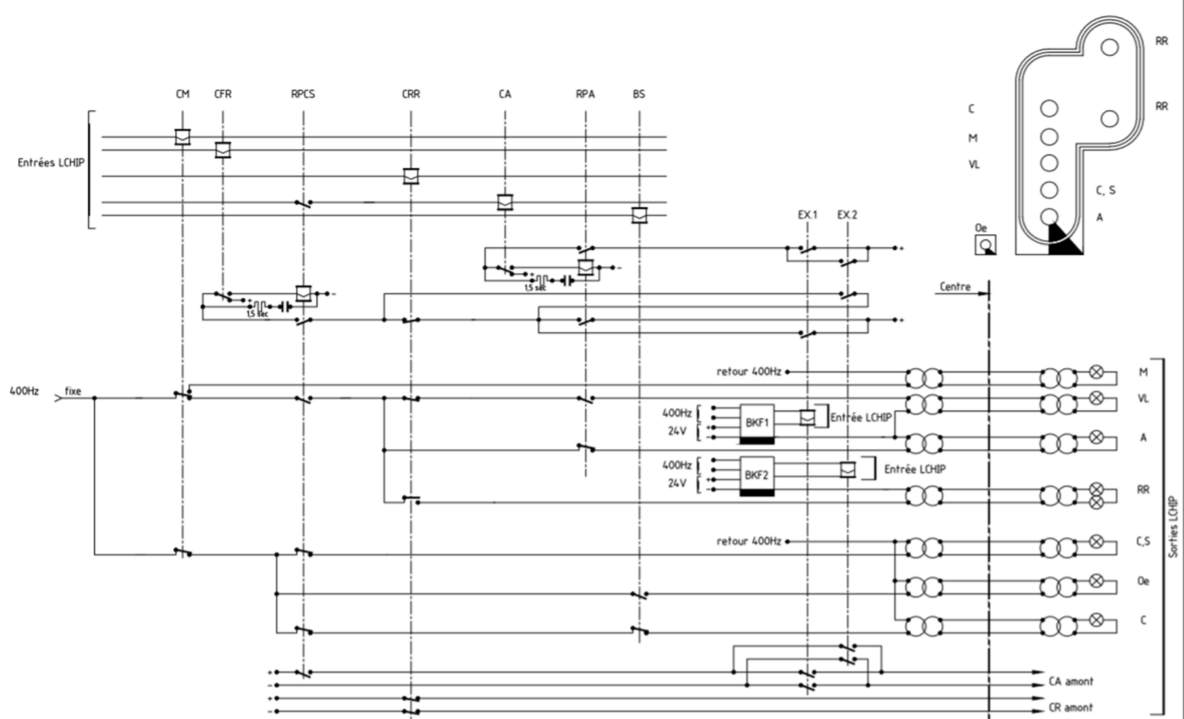 RR
CM CFR RPCS CRR CA RPA BS
C
RR
M
Entrées LCHIP
VL
C, S
EX.1 EX.2
A
Oe
+
-
+
1,5 sec
-
Centre
+
1,5 sec
+
retour 400Hz
M
400Hz
fixe
VL
400Hz
24V
+
-
BKF1
Entrée LCHIP
A
400Hz
24V
+
-
BKF2
Entrée LCHIP
RR
Sorties LCHIP
retour 400Hz
C,S
Oe
C
+
-
CA amont
+
-
CR amont